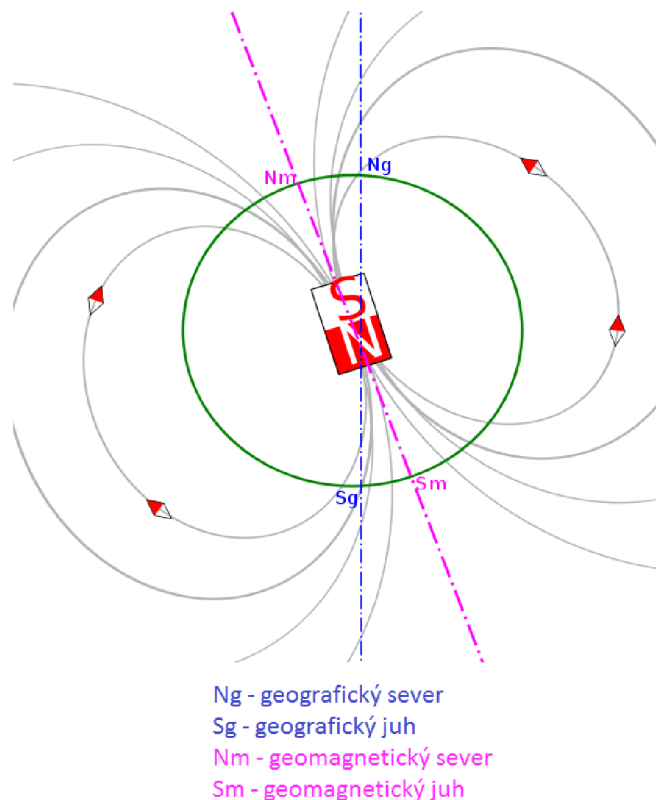 Ng
Nm
S
N
Sm
Sg
Ng - geografický sever
Sg - geografický juh
Nm - geomagnetický sever
Sm - geomagnetický juh